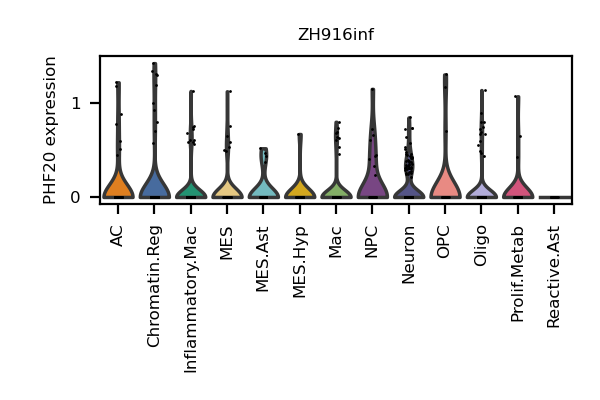 ZH916inf
PHF20 expression
1
0
AC
Chromatin.Reg
Inflammatory.Mac
MES
MES.Ast
MES.Hyp
Mac
NPC
Neuron
OPC
Oligo
Prolif.Metab
Reactive.Ast